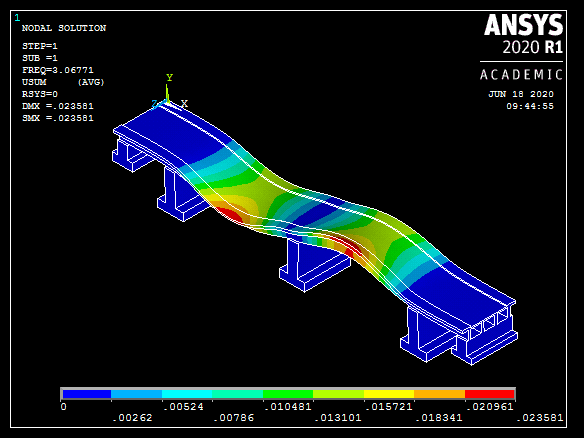 1
NODAL SOLUTION
STEP=1
SUB =1
FREQ=3.06771
USUM (AVG)
RSYS=0
DMX =.023581
SMX =.023581
ANSYS
2020 R1
ACADEMIC
JUN 18 2020
09:44:55
Y
Z X
0 .00524 .010481 .015721 .020961
.00262 .00786 .013101 .018341 .023581